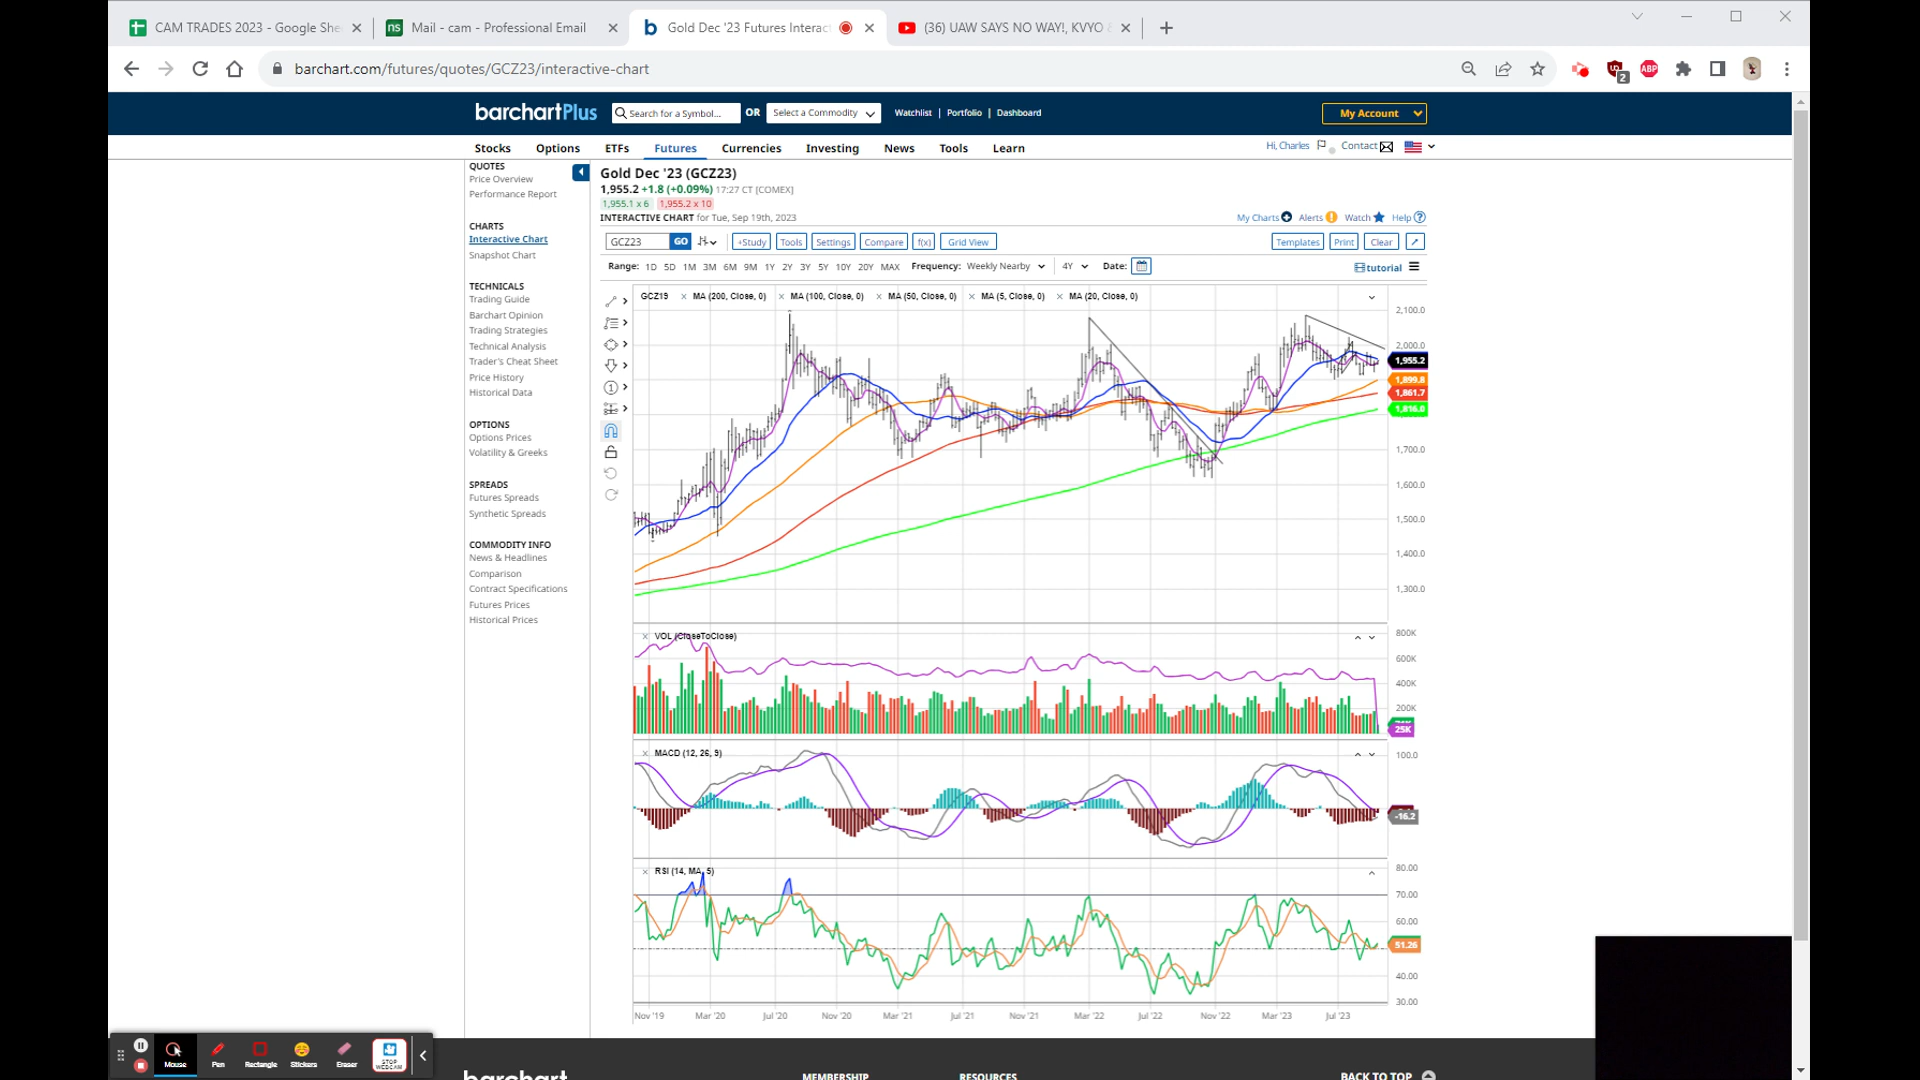 CAM TRADES 2023 - Google She
Mail - cam - Professional Email
Gold Dec '23 Futures Interac
(36) UAW SAYS NO WAY!, KVYO
barchart.com/futures/quotes/GCZ23/interactive-chart
2
ABP
barchartPlus
Search for a Symbol...
OR
Select a Commodity
Watchlist | Portfolio | Dashboard
My Account
Stocks Options ETFs Futures Currencies Investing News Tools Learn
Hi, Charles
Contact
QUOTES
Price Overview
Performance Report
CHARTS
Interactive Chart
Snapshot Chart
TECHNICALS
Trading Guide
Barchart Opinion
Trading Strategies
Technical Analysis
Trader's Cheat Sheet
Price History
Historical Data
OPTIONS
Options Prices
Volatility & Greeks
SPREADS
Futures Spreads
Synthetic Spreads
COMMODITY INFO
News & Headlines
Comparison
Contract Specifications
Futures Prices
Historical Prices
Gold Dec '23 (GCZ23)
1,955.2 +1.8 (+0.09%) 17:27 CT [COMEX]
1,955.1 x 6 1,955.2 x 10
INTERACTIVE CHART for Tue, Sep 19th, 2023
My Charts Alerts Watch Help
GCZ23 GO +Study Tools Settings Compare f(x) Grid View
Templates Print Clear
Range: 1D 5D 1M 3M 6M 9M 1Y 2Y 3Y 5Y 10Y 20Y MAX Frequency: Weekly Nearby 4Y Date:
tutorial
GCZ19 × MA (200, Close, 0) × MA (100, Close, 0) × MA (50, Close, 0) × MA (5, Close, 0) × MA (20, Close, 0)
2,100.0
2,000.0
1,955.2
1,899.8
1,861.7
1,816.0
1,700.0
1,600.0
1,500.0
1,400.0
1,300.0
× VOL (CloseToClose)
800K
600K
400K
200K
25K
× MACD (12, 26, 9)
100.0
-16.2
× RSI (14, MA, 5)
80.00
70.00
60.00
51.26
40.00
30.00
Nov '19 Mar '20 Jul '20 Nov '20 Mar '21 Jul '21 Nov '21 Mar '22 Jul '22 Nov '22 Mar '23 Jul '23
Mouse Pen Rectangle Stickers Eraser
STOP
WEBCAM
barchart
MEMBERSHIP
RESOURCES
BACK TO TOP